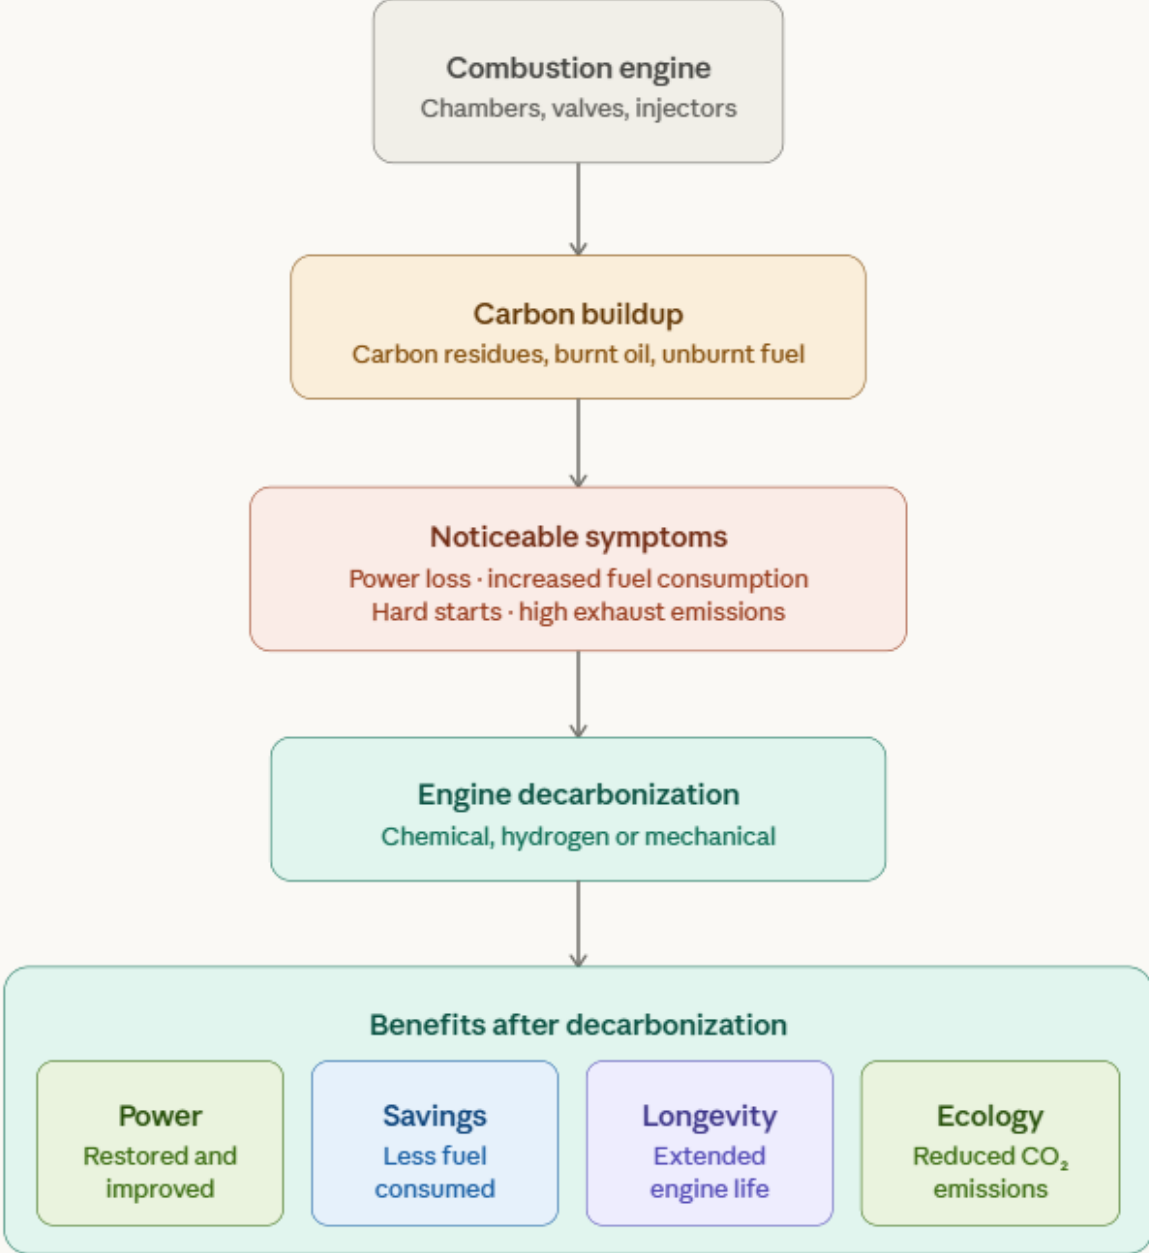 Combustion engine
Chambers, valves, injectors
Carbon buildup
Carbon residues, burnt oil, unburnt fuel
Noticeable symptoms
Power loss · increased fuel consumption
Hard starts · high exhaust emissions
Engine decarbonization
Chemical, hydrogen or mechanical
Benefits after decarbonization
Power
Restored and
improved
Savings
Less fuel
consumed
Longevity
Extended
engine life
Ecology
Reduced CO₂
emissions